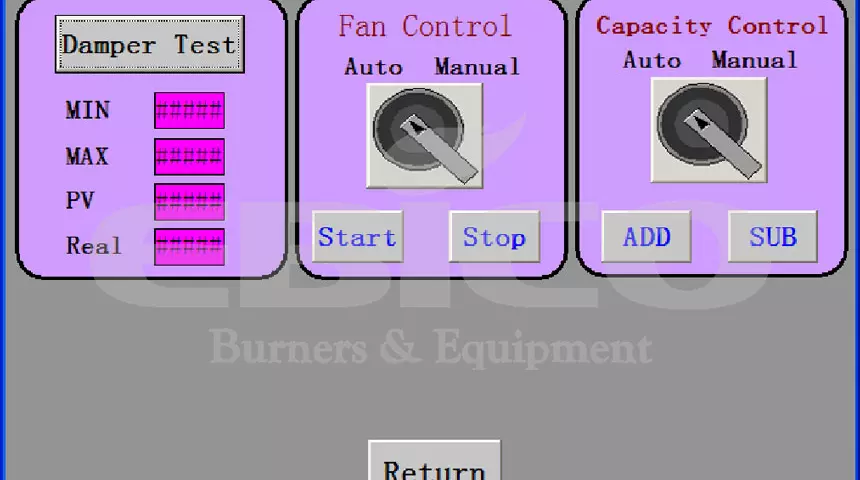 Damper Test
MIN #####
MAX #####
PV #####
Real #####
Fan Control
Auto Manual
Start Stop
Capacity Control
Auto Manual
ADD SUB
EBICO
Burners & Equipment
Return